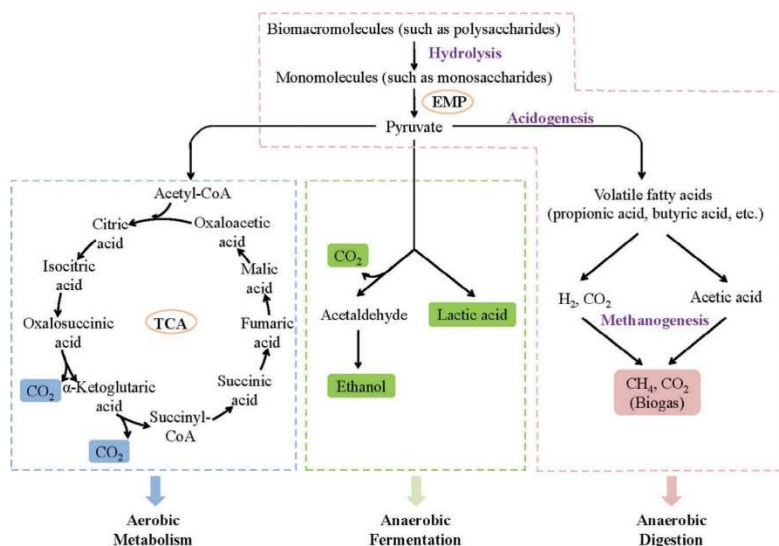 Biomacromolecules (such as polysaccharides)
Hydrolysis
Monomolecules (such as monosaccharides)
EMP
Pyruvate
Acidogenesis
Acetyl-CoA
Citric
acid
Oxaloacetic
acid
Isocitric
acid
Malic
acid
Oxalosuccinic
acid
TCA
Fumaric
acid
CO2
α-Ketoglutaric
acid
Succinic
acid
Succinyl-
CoA
CO2
CO2
Acetaldehyde
Lactic acid
Ethanol
Volatile fatty acids
(propionic acid, butyric acid, etc.)
H2, CO2
Acetic acid
Methanogenesis
CH4, CO2
(Biogas)
Aerobic
Metabolism
Anaerobic
Fermentation
Anaerobic
Digestion